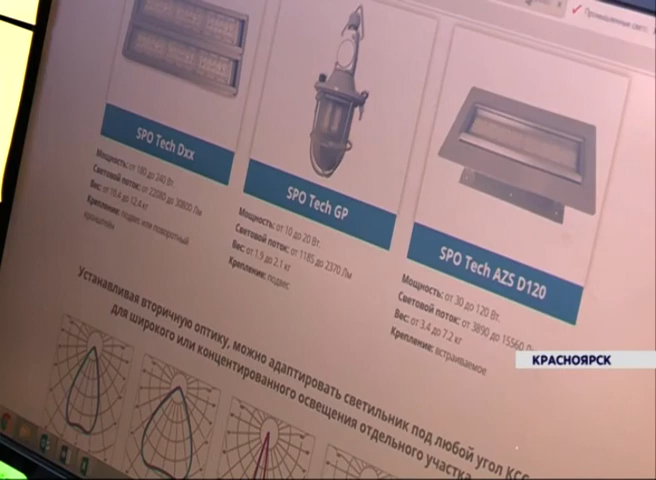 Промышленные свето
SPO Tech Dxx
Мощность: от 180 до 240 Вт.
Световой поток: от 22080 до 30800 Лм
Вес: от 10.4 до 12.4 кг
Крепление: подвес или поворотный
кронштейн
SPO Tech GP
Мощность: от 10 до 20 Вт.
Световой поток: от 1185 до 2370 Лм
Вес: от 1.9 до 2.1 кг
Крепление: подвес
SPO Tech AZS D120
Мощность: от 30 до 120 Вт.
Световой поток: от 3890 до 15560
Вес: от 3.4 до 7.2 кг
Крепление: встраиваемое
КРАСНОЯРСК
Устанавливая вторичную оптику, можно адаптировать светильник под любой угол КСС
для широкого или концентрированного освещения отдельного участка